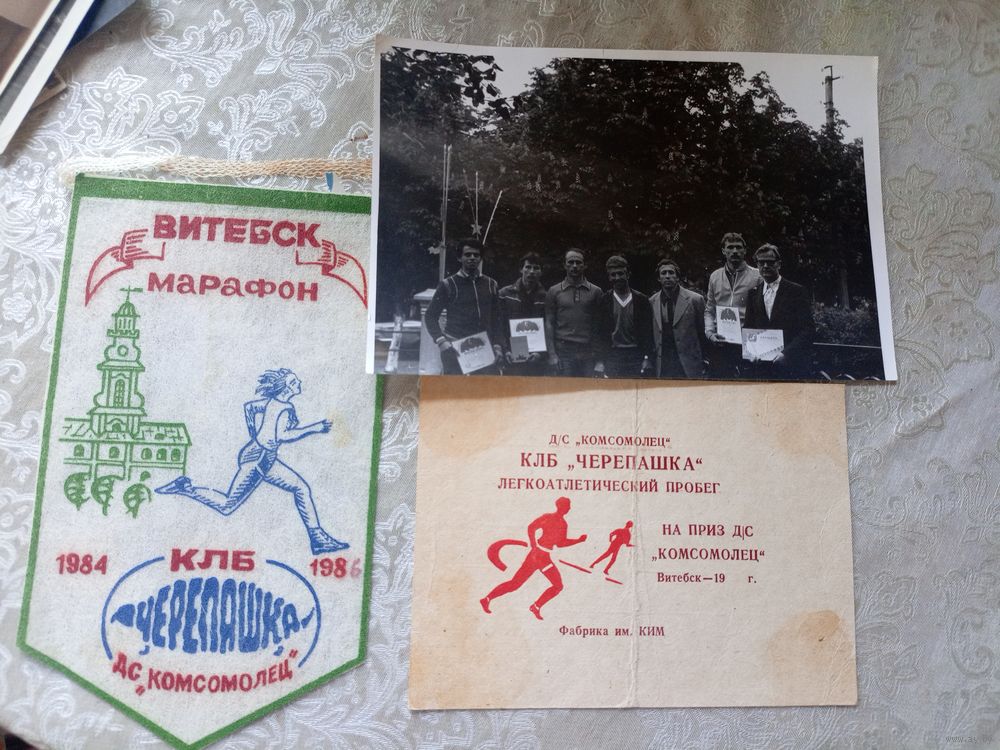 ВИТЕБСК
МАРАФОН
1984
1986
КЛБ
ЧЕРЕПАШКА
ДС „КОМСОМОЛЕЦ“
Д/С „КОМСОМОЛЕЦ“
КЛБ „ЧЕРЕПАШКА“
ЛЕГКОАТЛЕТИЧЕСКИЙ ПРОБЕГ
НА ПРИЗ Д/С
„КОМСОМОЛЕЦ“
Витебск—19 г.
Фабрика им. КИМ